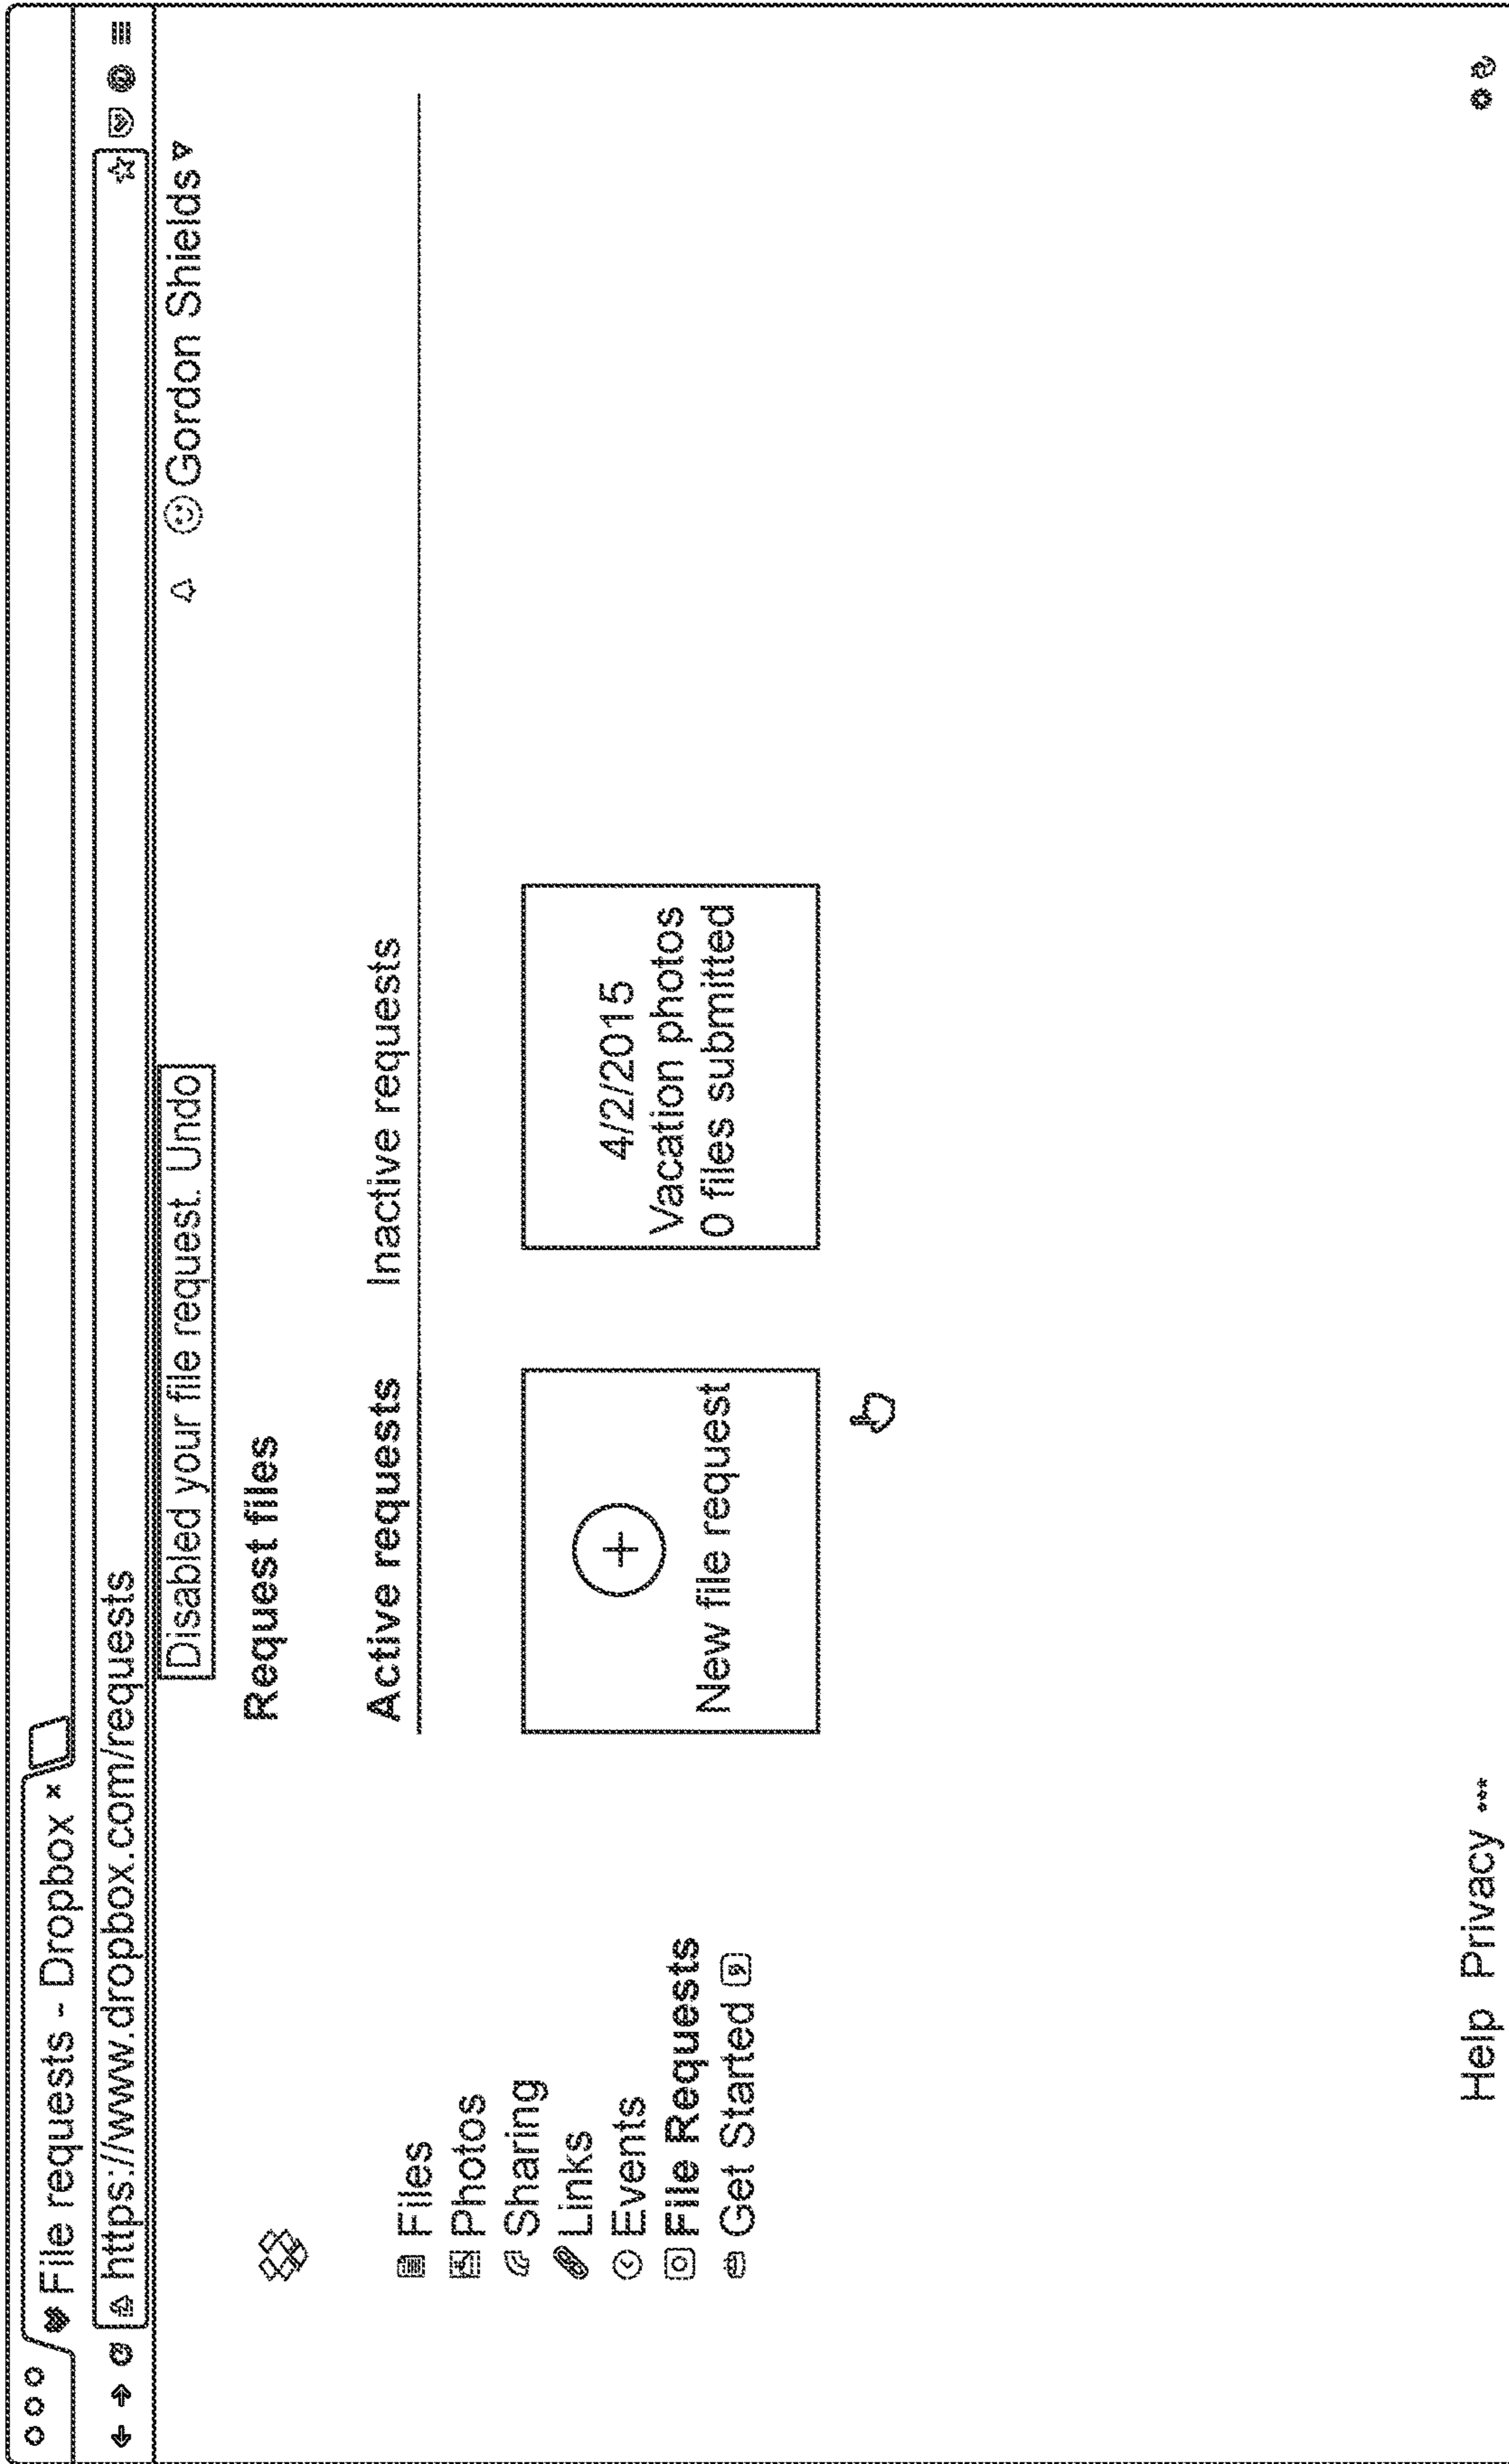 File requests - Dropbox ×
https://www.dropbox.com/requests
Disabled your file request. Undo
Gordon Shields
Request files
Active requests
Inactive requests
Files
Photos
Sharing
Links
Events
File Requests
Get Started
+
New file request
4/2/2015
Vacation photos
0 files submitted
Help Privacy